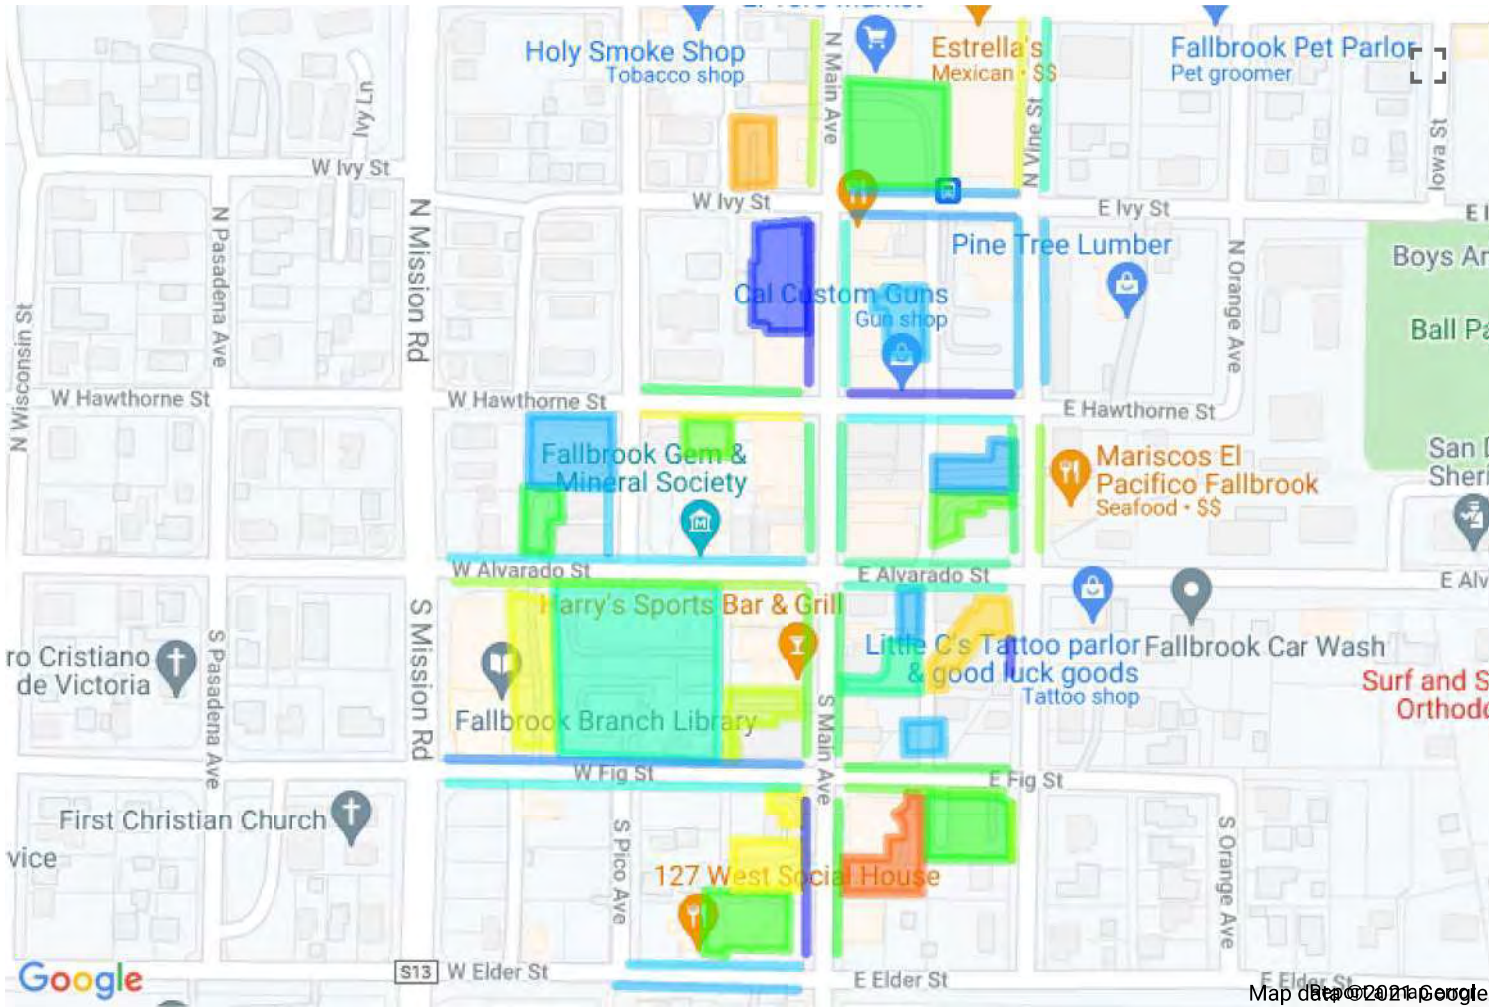 Holy Smoke Shop
Tobacco shop
N Main Ave
Estrella's
Mexican · $$
N Vine St
Fallbrook Pet Parlor
Pet groomer
Iowa St
Ivy Ln
W Ivy St
W Ivy St
E Ivy St
N Wisconsin St
N Pasadena Ave
N Mission Rd
Pine Tree Lumber
N Orange Ave
Boys Ar
Ball Pa
Cal Custom Guns
Gun shop
W Hawthorne St
W Hawthorne St
E Hawthorne St
Fallbrook Gem &
Mineral Society
Mariscos El
Pacifico Fallbrook
Seafood · $$
San D
Sheri
W Alvarado St
E Alvarado St
E Alv
Harry's Sports Bar & Grill
S Mission Rd
S Pasadena Ave
ro Cristiano
de Victoria
Little C's Tattoo parlor
& good luck goods
Tattoo shop
Fallbrook Car Wash
Surf and S
Orthodo
Fallbrook Branch Library
S Main Ave
W Fig St
E Fig St
First Christian Church
vice
S Pico Ave
127 West Social House
S Orange Ave
Google
S13
W Elder St
E Elder St
E Elder St
Map data ©2021 Google